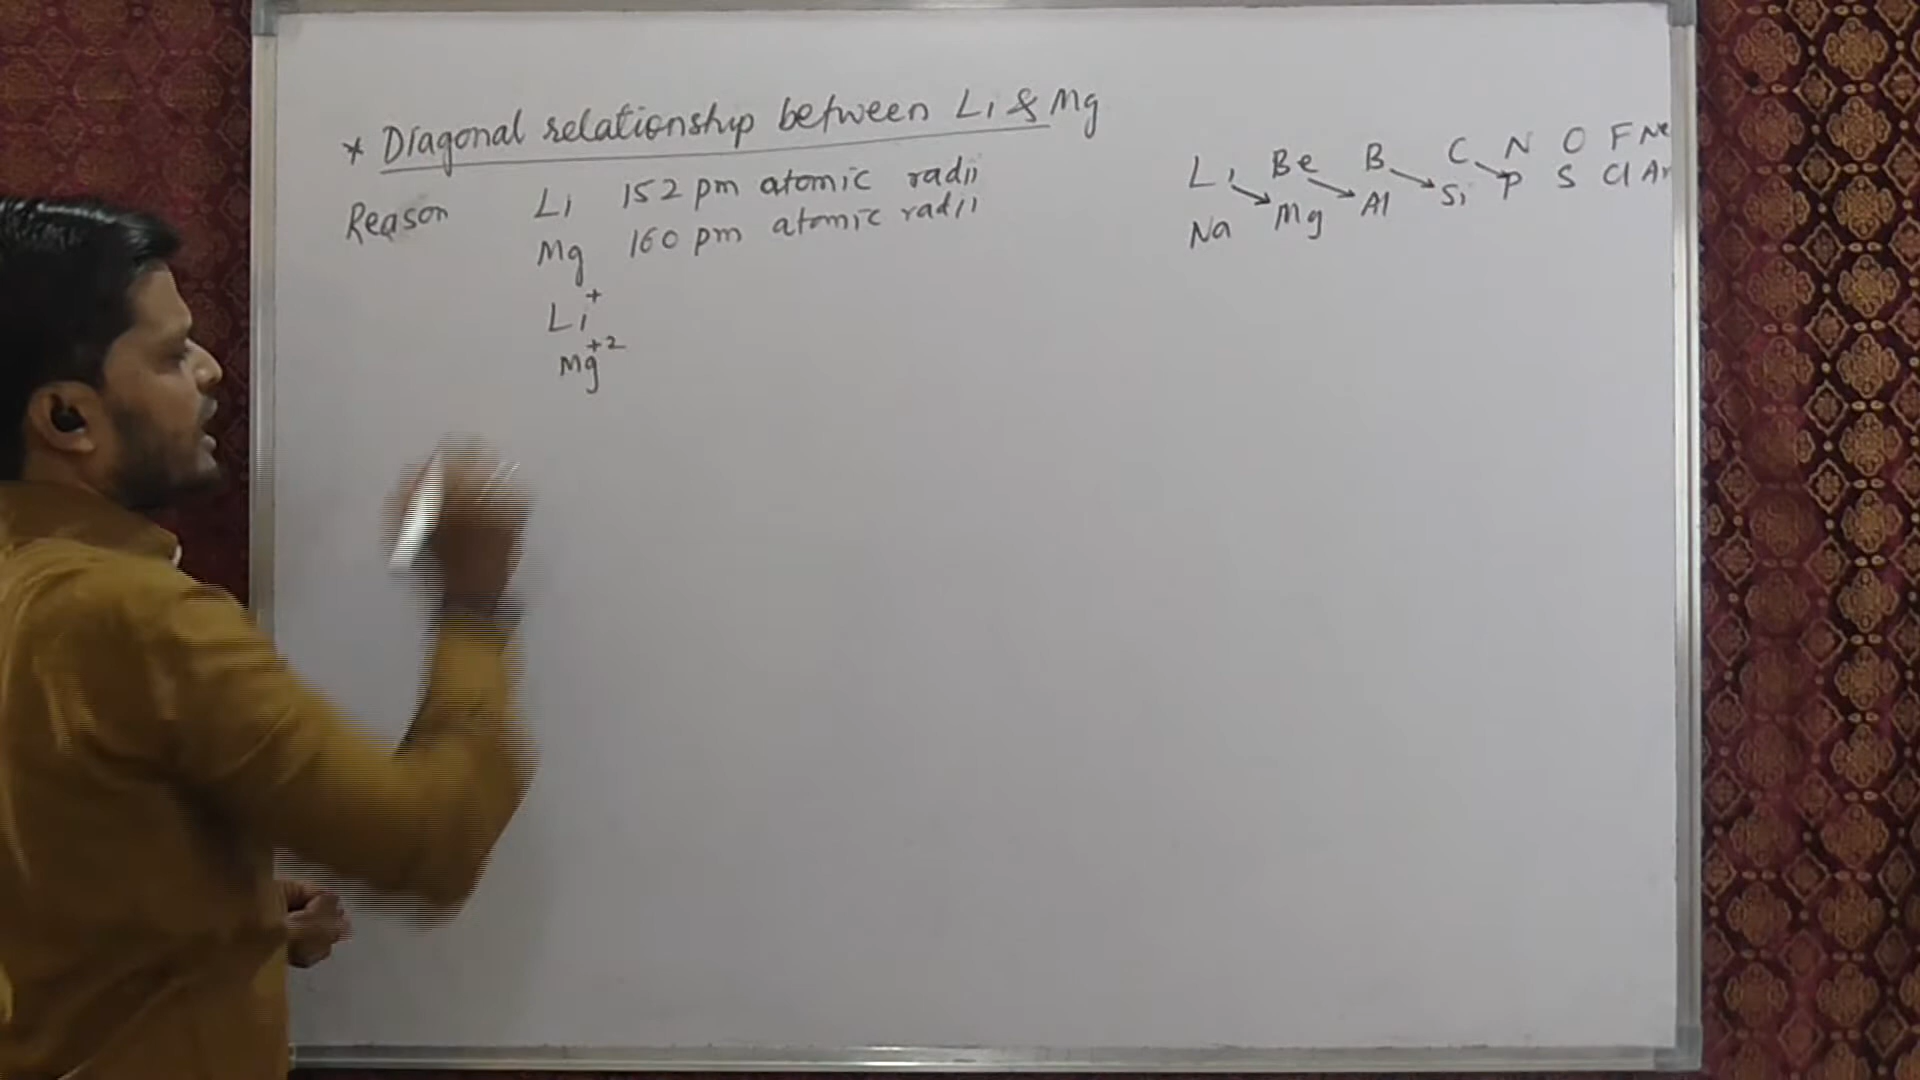 * Diagonal relationship between Li & Mg
Reason Li 152 pm atomic radii
Mg 160 pm atomic radii
Li+
Mg+2
Li Be B C N O F Ne
Na Mg Al Si P S Cl Ar